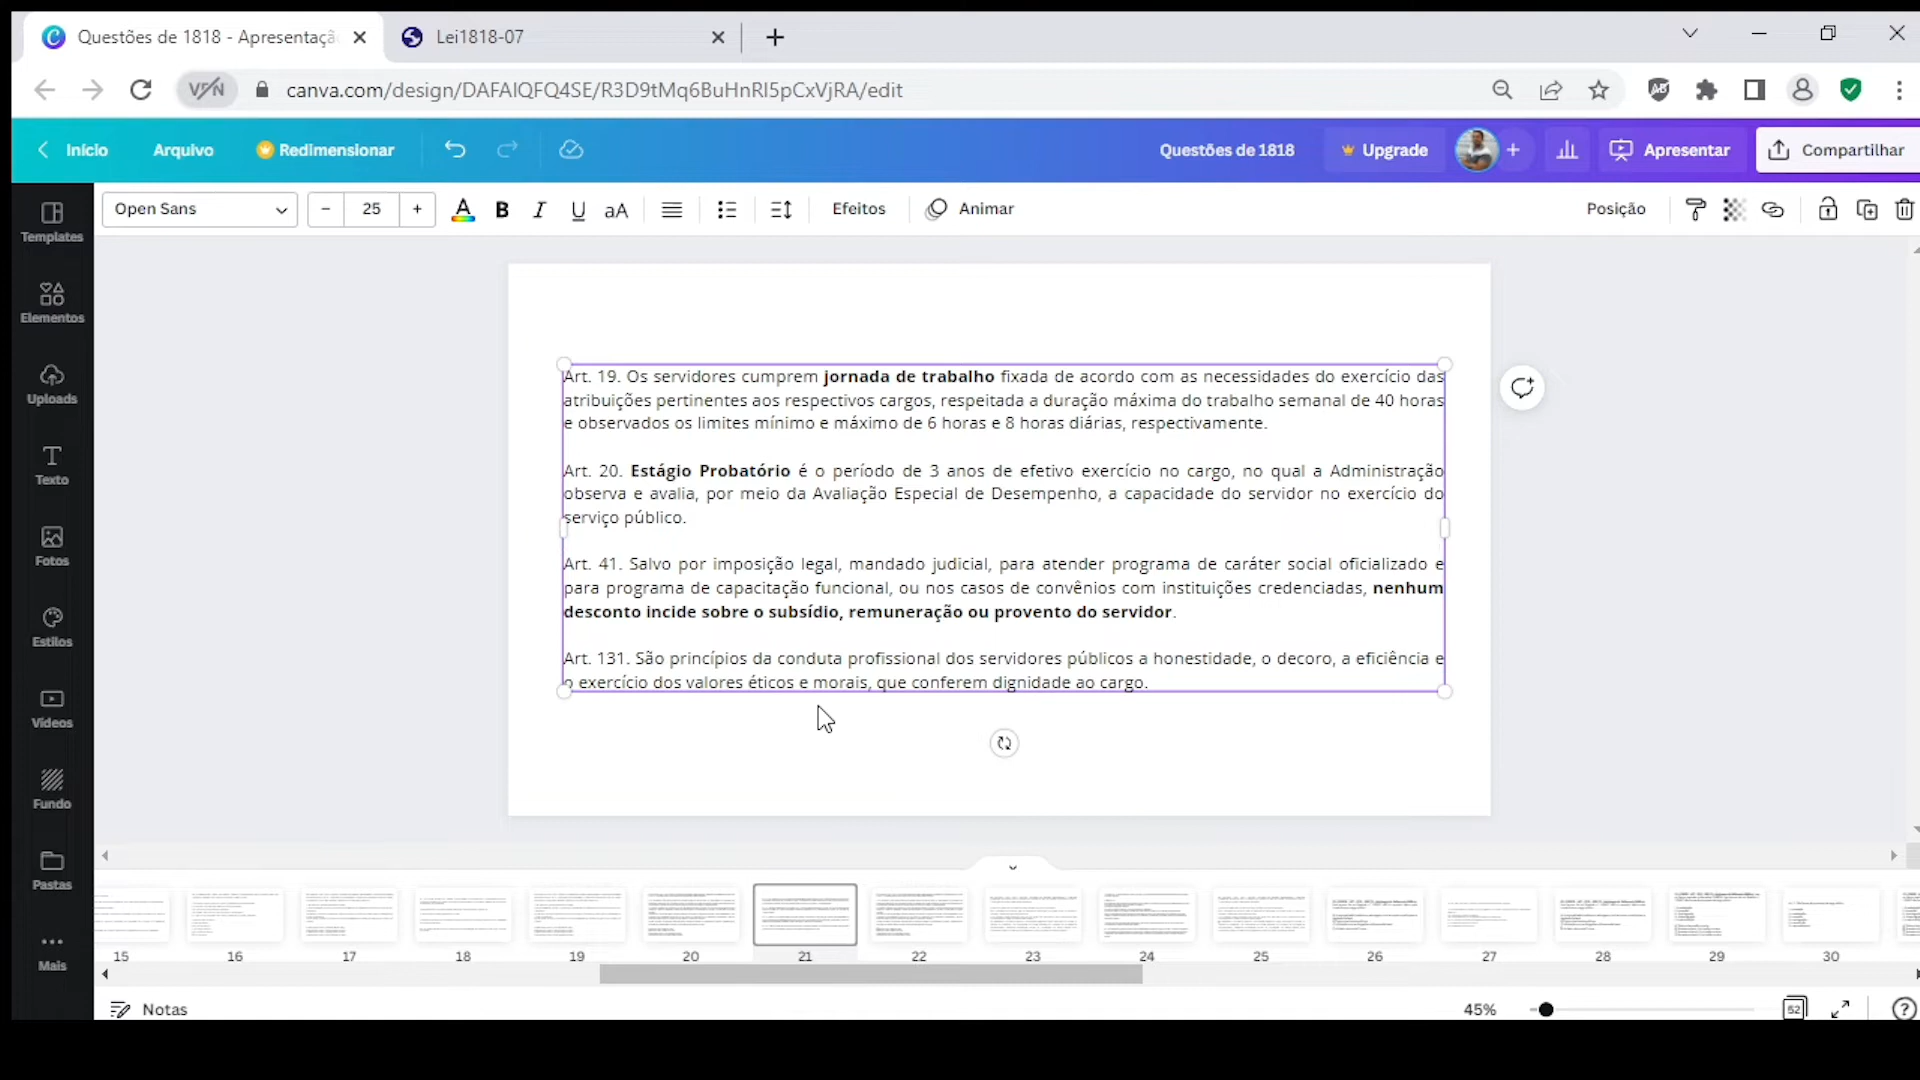 Questões de 1818 - Apresentaçã
Lei1818-07
VPN
canva.com/design/DAFAIQFQ4SE/R3D9tMq6BuHnRI5pCxVjRA/edit
Início
Arquivo
Redimensionar
Questões de 1818
Upgrade
Apresentar
Compartilhar
Open Sans
25
B
I
U
aA
Efeitos
Animar
Posição
Templates
Elementos
Uploads
Texto
Fotos
Estilos
Vídeos
Fundo
Pastas
Mais
Art. 19. Os servidores cumprem jornada de trabalho fixada de acordo com as necessidades do exercício das
atribuições pertinentes aos respectivos cargos, respeitada a duração máxima do trabalho semanal de 40 horas
e observados os limites mínimo e máximo de 6 horas e 8 horas diárias, respectivamente.
Art. 20. Estágio Probatório é o período de 3 anos de efetivo exercício no cargo, no qual a Administração
observa e avalia, por meio da Avaliação Especial de Desempenho, a capacidade do servidor no exercício do
serviço público.
Art. 41. Salvo por imposição legal, mandado judicial, para atender programa de caráter social oficializado e
para programa de capacitação funcional, ou nos casos de convênios com instituições credenciadas, nenhum
desconto incide sobre o subsídio, remuneração ou provento do servidor.
Art. 131. São princípios da conduta profissional dos servidores públicos a honestidade, o decoro, a eficiência e
o exercício dos valores éticos e morais, que conferem dignidade ao cargo.
15 16 17 18 19 20 21 22 23 24 25 26 27 28 29 30
Notas
45%
52